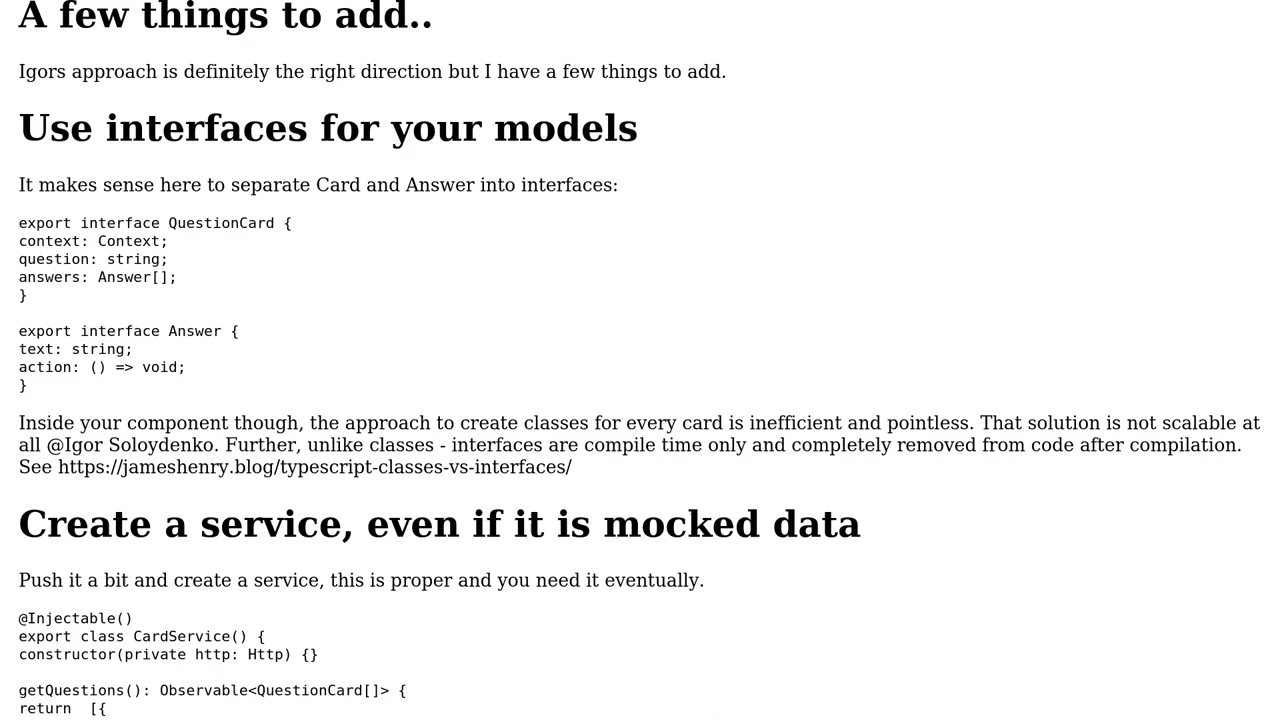 A few things to add..
Igors approach is definitely the right direction but I have a few things to add.
Use interfaces for your models
It makes sense here to separate Card and Answer into interfaces:
export interface QuestionCard {
context: Context;
question: string;
answers: Answer[];
}
export interface Answer {
text: string;
action: () => void;
}
Inside your component though, the approach to create classes for every card is inefficient and pointless. That solution is not scalable at
all @Igor Soloydenko. Further, unlike classes - interfaces are compile time only and completely removed from code after compilation.
See https://jameshenry.blog/typescript-classes-vs-interfaces/
Create a service, even if it is mocked data
Push it a bit and create a service, this is proper and you need it eventually.
@Injectable()
export class CardService() {
constructor(private http: Http) {}
getQuestions(): Observable<QuestionCard[]> {
return  [{